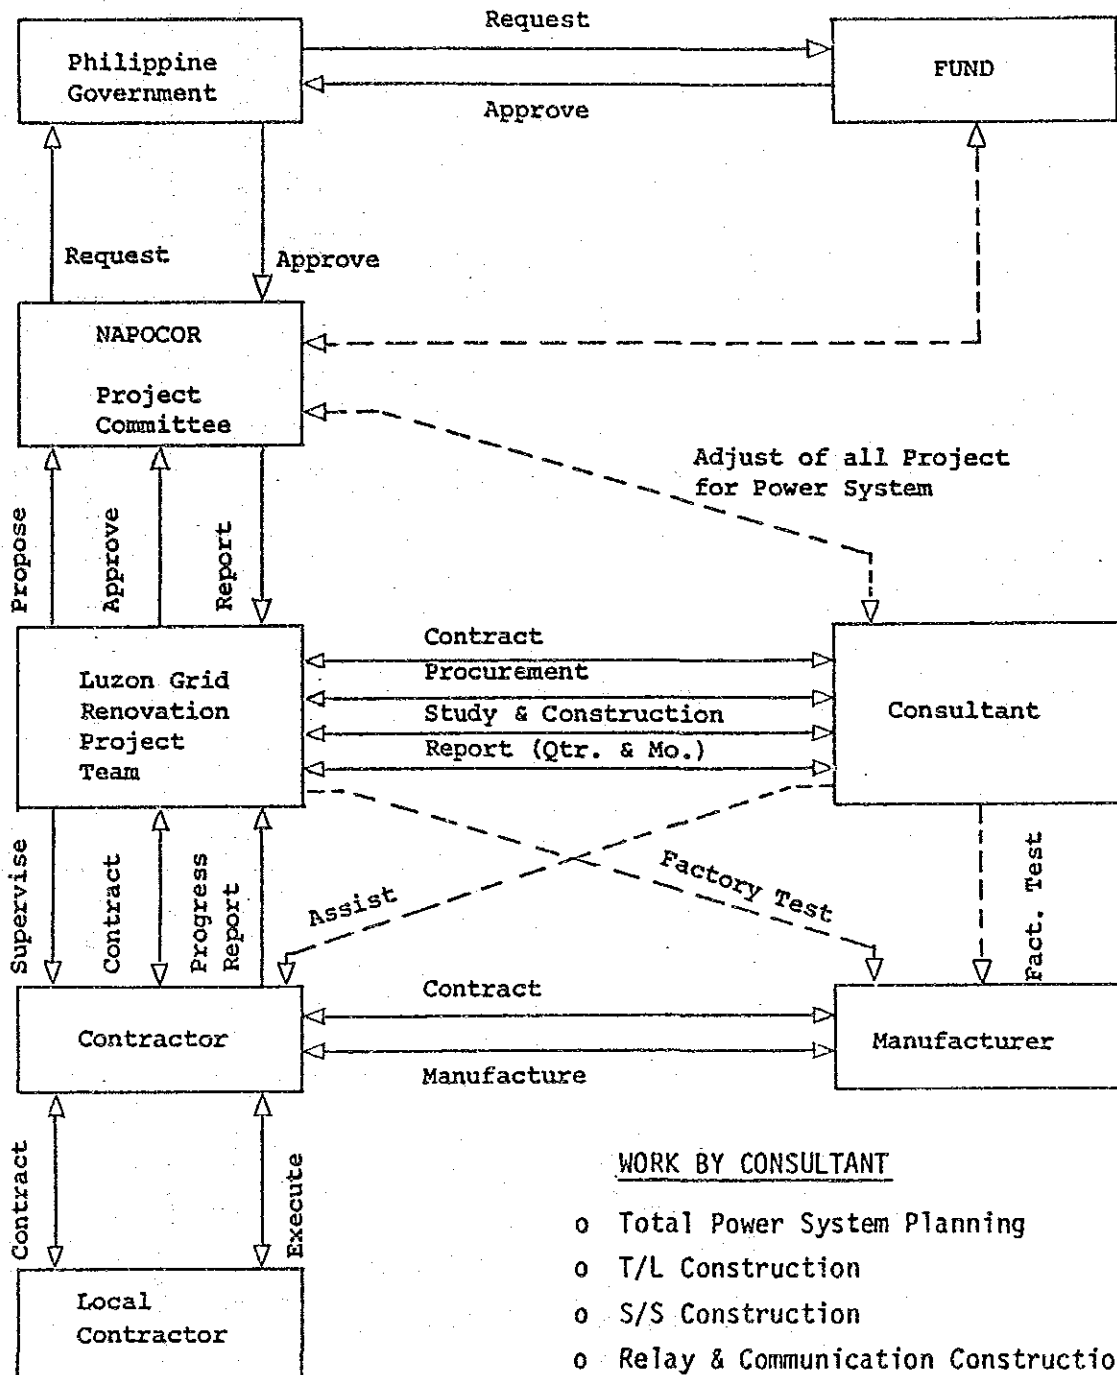 Request
Philippine
Government
FUND
Approve
Request
Approve
NAPOCOR
Project
Committee
Adjust of all Project
for Power System
Propose
Approve
Report
Contract
Procurement
Luzon Grid
Renovation
Project
Team
Study & Construction
Report (Qtr. & Mo.)
Consultant
Supervise
Contract
Progress
Report
Assist
Factory Test
Fact. Test
Contract
Contractor
Manufacturer
Manufacture
Contract
Execute
Local
Contractor
WORK BY CONSULTANT
o Total Power System Planning
o T/L Construction
o S/S Construction
o Relay & Communication Constructio